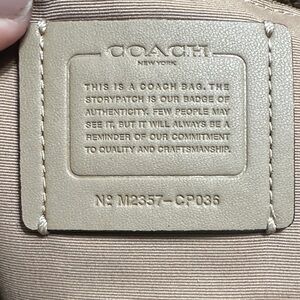 COACH
NEW YORK
THIS IS A COACH BAG. THE
STORYPATCH IS OUR BADGE OF
AUTHENTICITY. FEW PEOPLE MAY
SEE IT, BUT IT WILL ALWAYS BE A
REMINDER OF OUR COMMITMENT
TO QUALITY AND CRAFTSMANSHIP.
Nº M2357-CP036